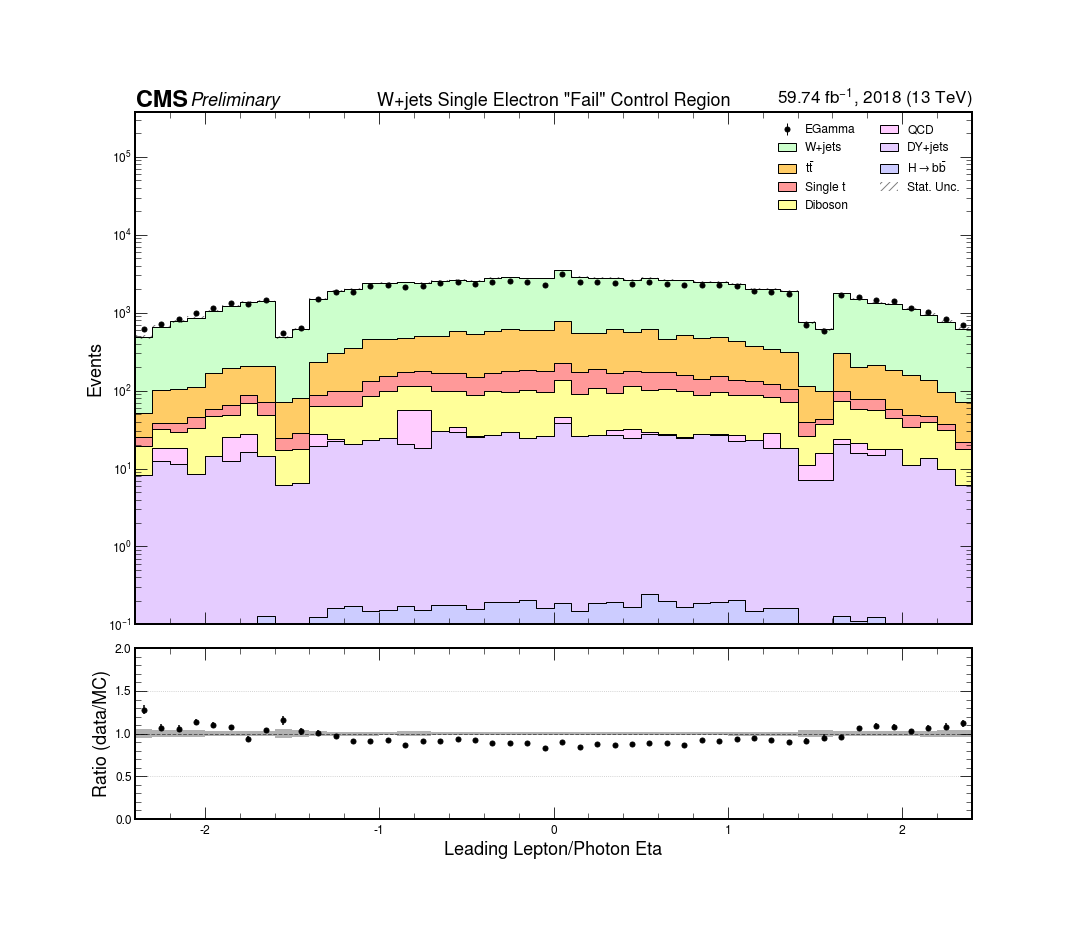 CMS Preliminary
W+jets Single Electron "Fail" Control Region
59.74 fb⁻¹, 2018 (13 TeV)
EGamma
W+jets
tt̄
Single t
Diboson
QCD
DY+jets
H→bb̄
Stat. Unc.
Events
10⁵
10⁴
10³
10²
10¹
10⁰
10⁻¹
Ratio (data/MC)
2.0
1.5
1.0
0.5
0.0
-2 -1 0 1 2
Leading Lepton/Photon Eta